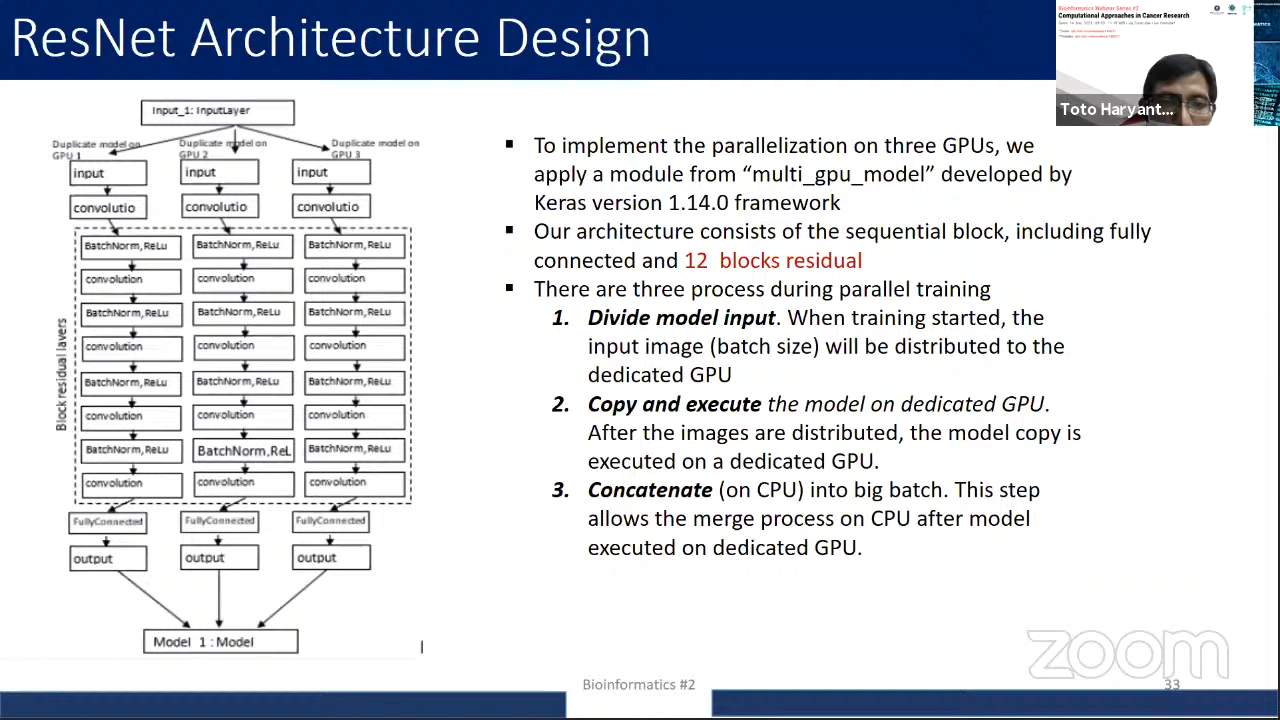 ResNet Architecture Design
Bioinformatics Webinar Series #2
Computational Approaches in Cancer Research
Toto Haryant...
Input_1: InputLayer
Duplicate model on
GPU 1
Duplicate model on
GPU 2
Duplicate model on
GPU 3
input
input
input
convolutio
convolutio
convolutio
Block residual layers
BatchNorm,ReLu
BatchNorm,ReLu
BatchNorm,ReLu
convolution
convolution
convolution
BatchNorm,ReLu
BatchNorm,ReLu
BatchNorm,ReLu
convolution
convolution
convolution
BatchNorm,ReLu
BatchNorm,ReLu
BatchNorm,ReLu
convolution
convolution
convolution
BatchNorm,ReLu
BatchNorm,ReL
BatchNorm,ReLu
convolution
convolution
convolution
FullyConnected
FullyConnected
FullyConnected
output
output
output
Model 1 : Model
▪ To implement the parallelization on three GPUs, we
apply a module from “multi_gpu_model” developed by
Keras version 1.14.0 framework
▪ Our architecture consists of the sequential block, including fully
connected and 12 blocks residual
▪ There are three process during parallel training
1. Divide model input. When training started, the
input image (batch size) will be distributed to the
dedicated GPU
2. Copy and execute the model on dedicated GPU.
After the images are distributed, the model copy is
executed on a dedicated GPU.
3. Concatenate (on CPU) into big batch. This step
allows the merge process on CPU after model
executed on dedicated GPU.
zoom
Bioinformatics #2
33